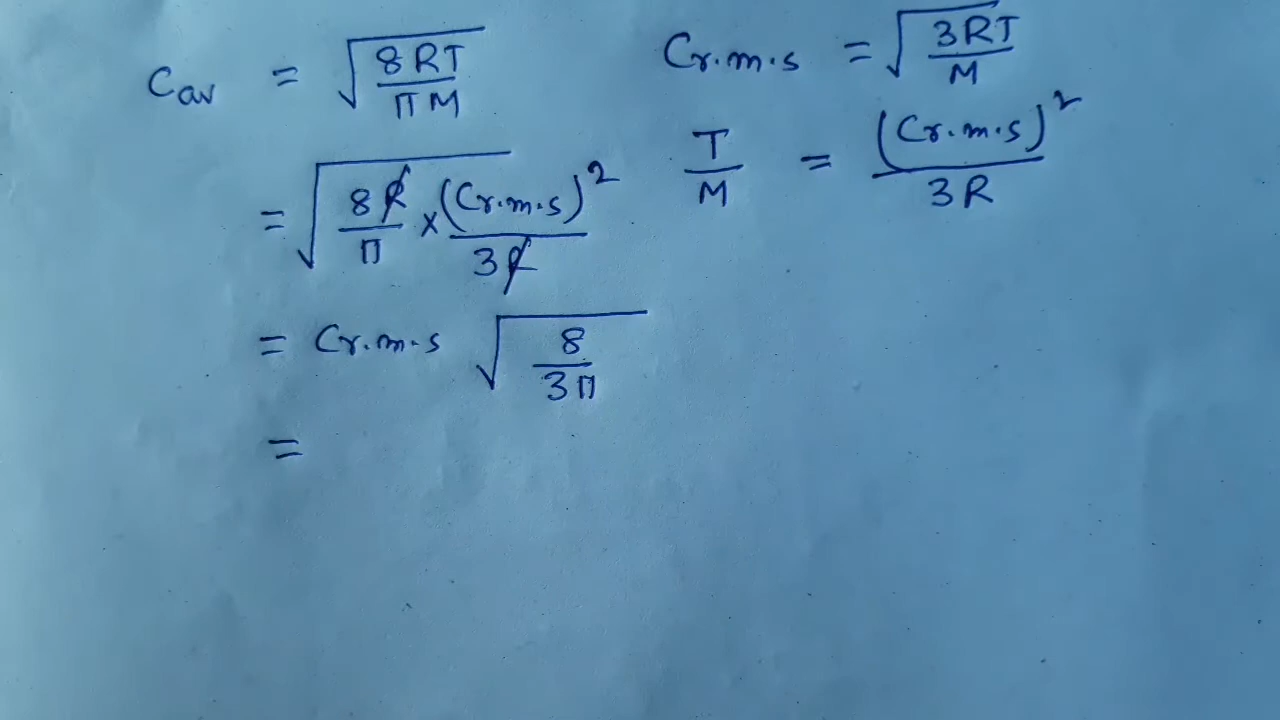 Cav = √(8RT/ΠM)
Cr.m.s = √(3RT/M)
= √(8R/Π × (Cr.m.s)²/3R)
T/M = (Cr.m.s)²/3R
= Cr.m.s √(8/3Π)
=